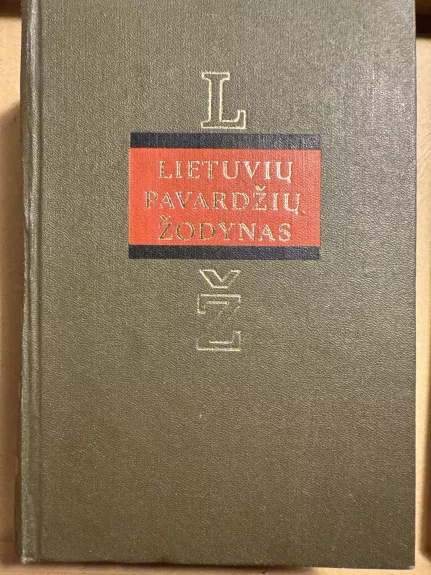 L
LIETUVIŲ
PAVARDŽIŲ
ŽODYNAS
Ž